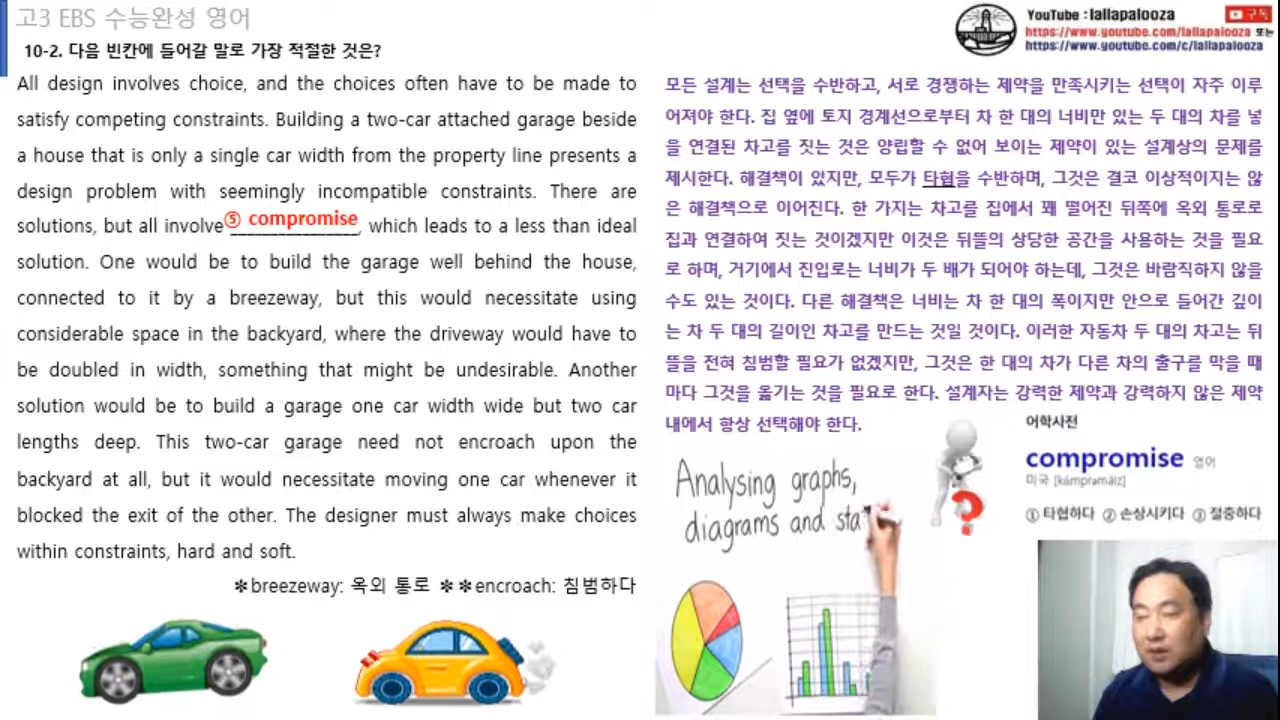 고3 EBS 수능완성 영어
YouTube : lallapalooza
구독
https://www.youtube.com/lallapalooza 또는
https://www.youtube.com/c/lallapalooza
10-2. 다음 빈칸에 들어갈 말로 가장 적절한 것은?
All design involves choice, and the choices often have to be made to
satisfy competing constraints. Building a two-car attached garage beside
a house that is only a single car width from the property line presents a
design problem with seemingly incompatible constraints. There are
solutions, but all involve ⑤ compromise, which leads to a less than ideal
solution. One would be to build the garage well behind the house,
connected to it by a breezeway, but this would necessitate using
considerable space in the backyard, where the driveway would have to
be doubled in width, something that might be undesirable. Another
solution would be to build a garage one car width wide but two car
lengths deep. This two-car garage need not encroach upon the
backyard at all, but it would necessitate moving one car whenever it
blocked the exit of the other. The designer must always make choices
within constraints, hard and soft.
∗breezeway: 옥외 통로 ∗∗encroach: 침범하다
모든 설계는 선택을 수반하고, 서로 경쟁하는 제약을 만족시키는 선택이 자주 이루
어져야 한다. 집 옆에 토지 경계선으로부터 차 한 대의 너비만 있는 두 대의 차를 넣
을 연결된 차고를 짓는 것은 양립할 수 없어 보이는 제약이 있는 설계상의 문제를
제시한다. 해결책이 있지만, 모두가 타협을 수반하며, 그것은 결코 이상적이지는 않
은 해결책으로 이어진다. 한 가지는 차고를 집에서 꽤 떨어진 뒤쪽에 옥외 통로로
집과 연결하여 짓는 것이겠지만 이것은 뒤뜰의 상당한 공간을 사용하는 것을 필요
로 하며, 거기에서 진입로는 너비가 두 배가 되어야 하는데, 그것은 바람직하지 않을
수도 있는 것이다. 다른 해결책은 너비는 차 한 대의 폭이지만 안으로 들어간 깊이
는 차 두 대의 길이인 차고를 만드는 것일 것이다. 이러한 자동차 두 대의 차고는 뒤
뜰을 전혀 침범할 필요가 없겠지만, 그것은 한 대의 차가 다른 차의 출구를 막을 때
마다 그것을 옮기는 것을 필요로 한다. 설계자는 강력한 제약과 강력하지 않은 제약
내에서 항상 선택해야 한다.
어학사전
compromise 영어
미국 [kámprəmàiz]
① 타협하다 ② 손상시키다 ③ 절충하다
Analysing graphs,
diagrams and sta